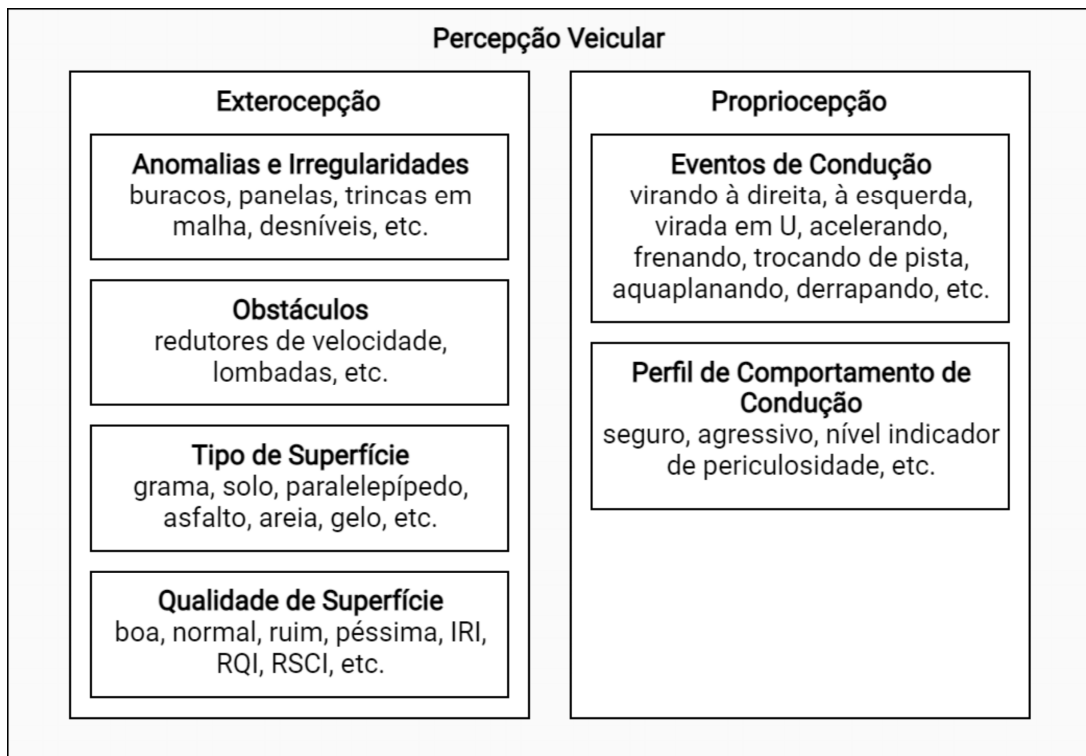 Percepção Veicular
Exterocepção
Anomalias e Irregularidades
buracos, panelas, trincas em
malha, desníveis, etc.
Obstáculos
redutores de velocidade,
lombadas, etc.
Tipo de Superfície
grama, solo, paralelepípedo,
asfalto, areia, gelo, etc.
Qualidade de Superfície
boa, normal, ruim, péssima, IRI,
RQI, RSCI, etc.
Propriocepção
Eventos de Condução
virando à direita, à esquerda,
virada em U, acelerando,
frenando, trocando de pista,
aquaplanando, derrapando, etc.
Perfil de Comportamento de
Condução
seguro, agressivo, nível indicador
de periculosidade, etc.